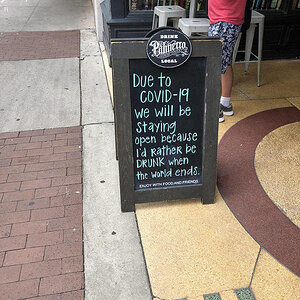 DRINK
Palmetto
LOCAL
DUE TO
COVID-19
WE WILL BE
STAYING
OPEN BECAUSE
I'D RATHER BE
DRUNK WHEN
THE WORLD ENDS.
ENJOY WITH FOOD AND FRIENDS.